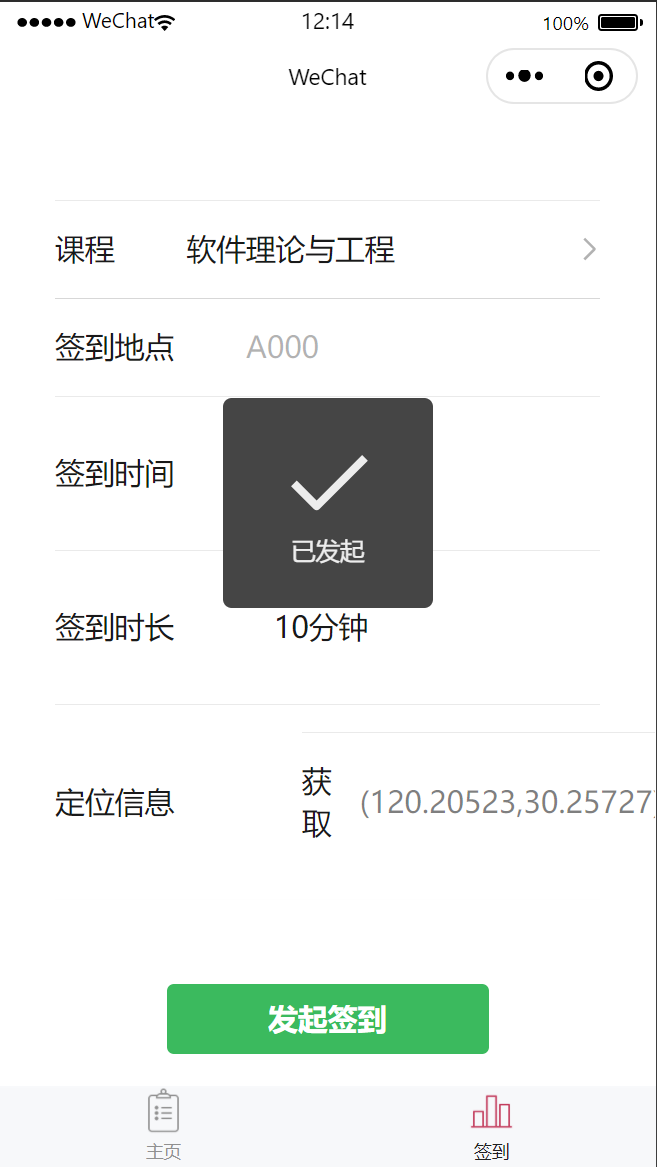 WeChat 12:14 100%
WeChat
课程 软件理论与工程
签到地点 A000
签到时间
已发起
签到时长 10分钟
定位信息 获取 (120.20523,30.25727)
发起签到
主页 签到